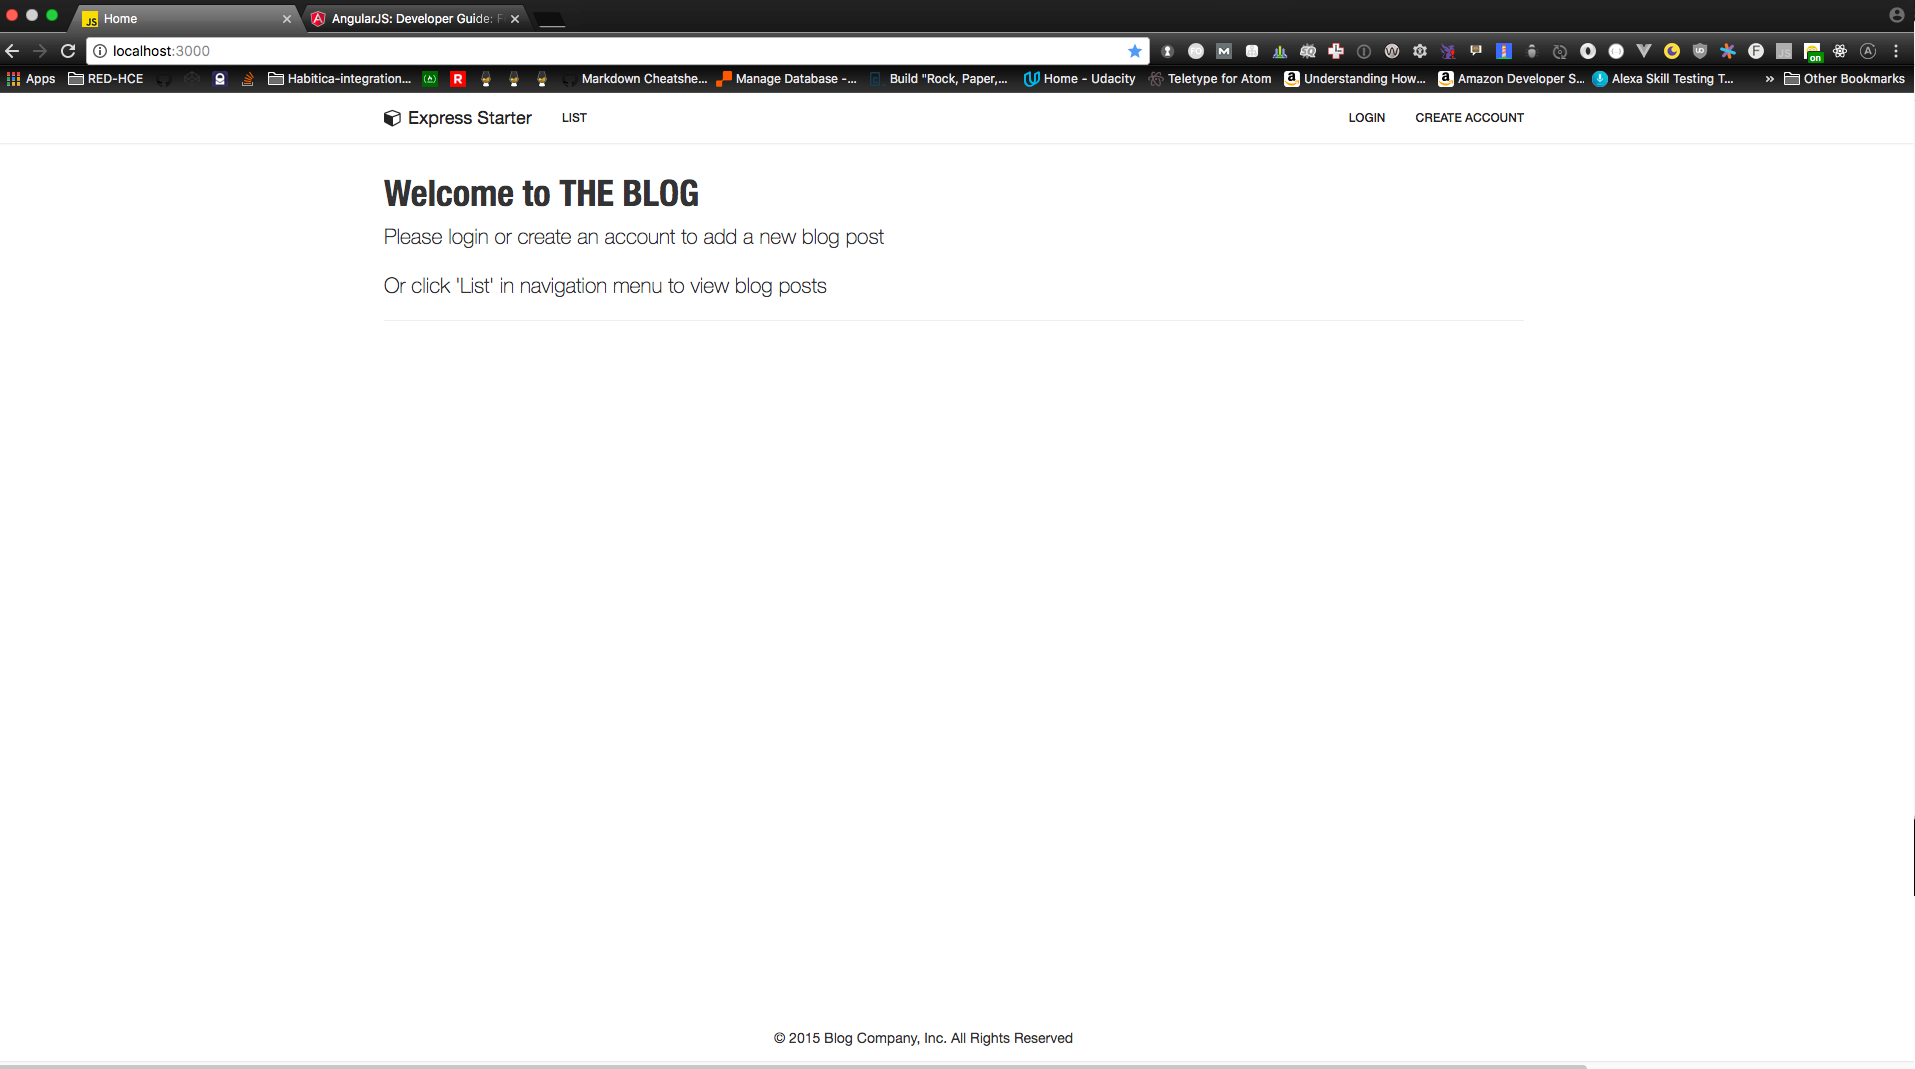 Home
AngularJS: Developer Guide: F
localhost:3000
Apps
RED-HCE
Habitica-integration...
Markdown Cheatshe...
Manage Database -...
Build "Rock, Paper,...
Home - Udacity
Teletype for Atom
Understanding How...
Amazon Developer S...
Alexa Skill Testing T...
»
Other Bookmarks
Express Starter
LIST
LOGIN
CREATE ACCOUNT
Welcome to THE BLOG
Please login or create an account to add a new blog post
Or click 'List' in navigation menu to view blog posts
© 2015 Blog Company, Inc. All Rights Reserved